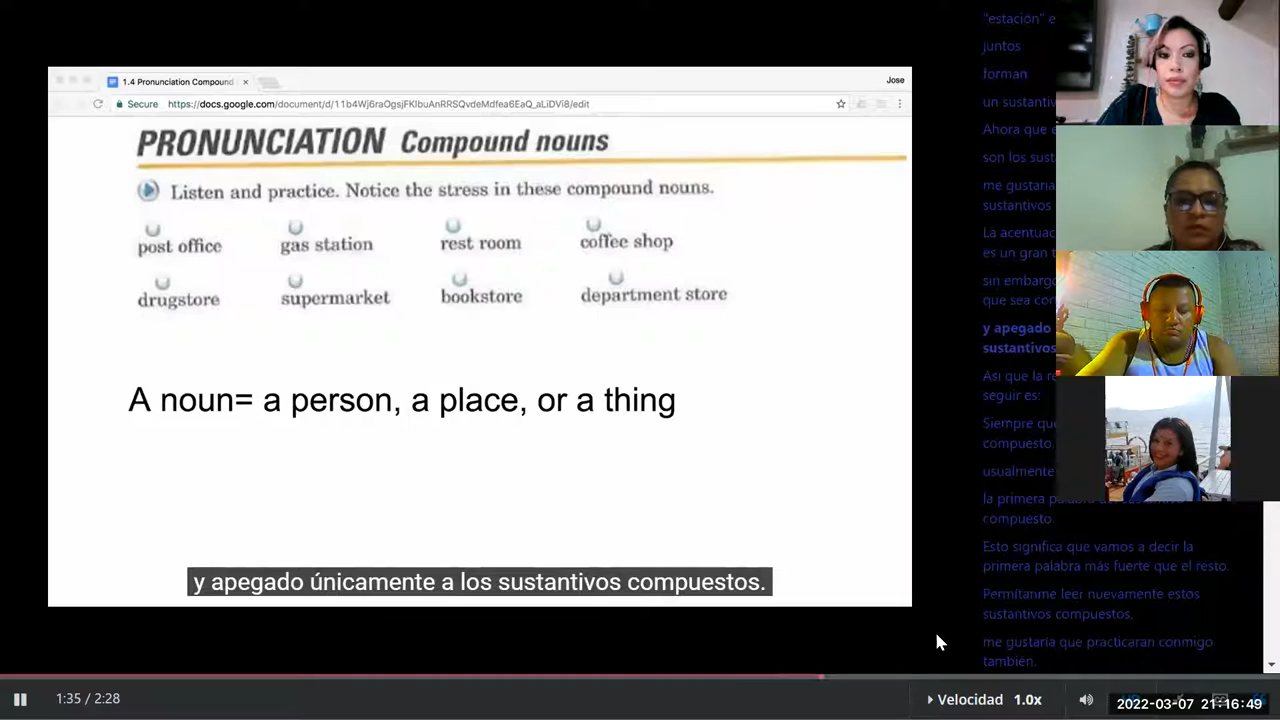 1.4 Pronunciation Compound
Jose
Secure https://docs.google.com/document/d/11b4Wj6raOgsjFKlbuAnRRSQvdeMdfea6EaQ_aLiDVi8/edit
PRONUNCIATION Compound nouns
Listen and practice. Notice the stress in these compound nouns.
post office gas station rest room coffee shop
drugstore supermarket bookstore department store
A noun= a person, a place, or a thing
y apegado únicamente a los sustantivos compuestos.
"estación" e
juntos
forman
un sustantiv
Ahora que e
son los sust
me gustaría
sustantivos
La acentuac
es un gran t
sin embargo
que sea con
y apegado
sustantivos
Así que la re
seguir es:
Siempre que
compuesto.
usualmente
compuesto.
Esto significa que vamos a decir la
primera palabra más fuerte que el resto.
Permítanme leer nuevamente estos
sustantivos compuestos,
me gustaría que practicaran conmigo
también.
1:35 / 2:28
Velocidad 1.0x
2022-03-07 21:16:49